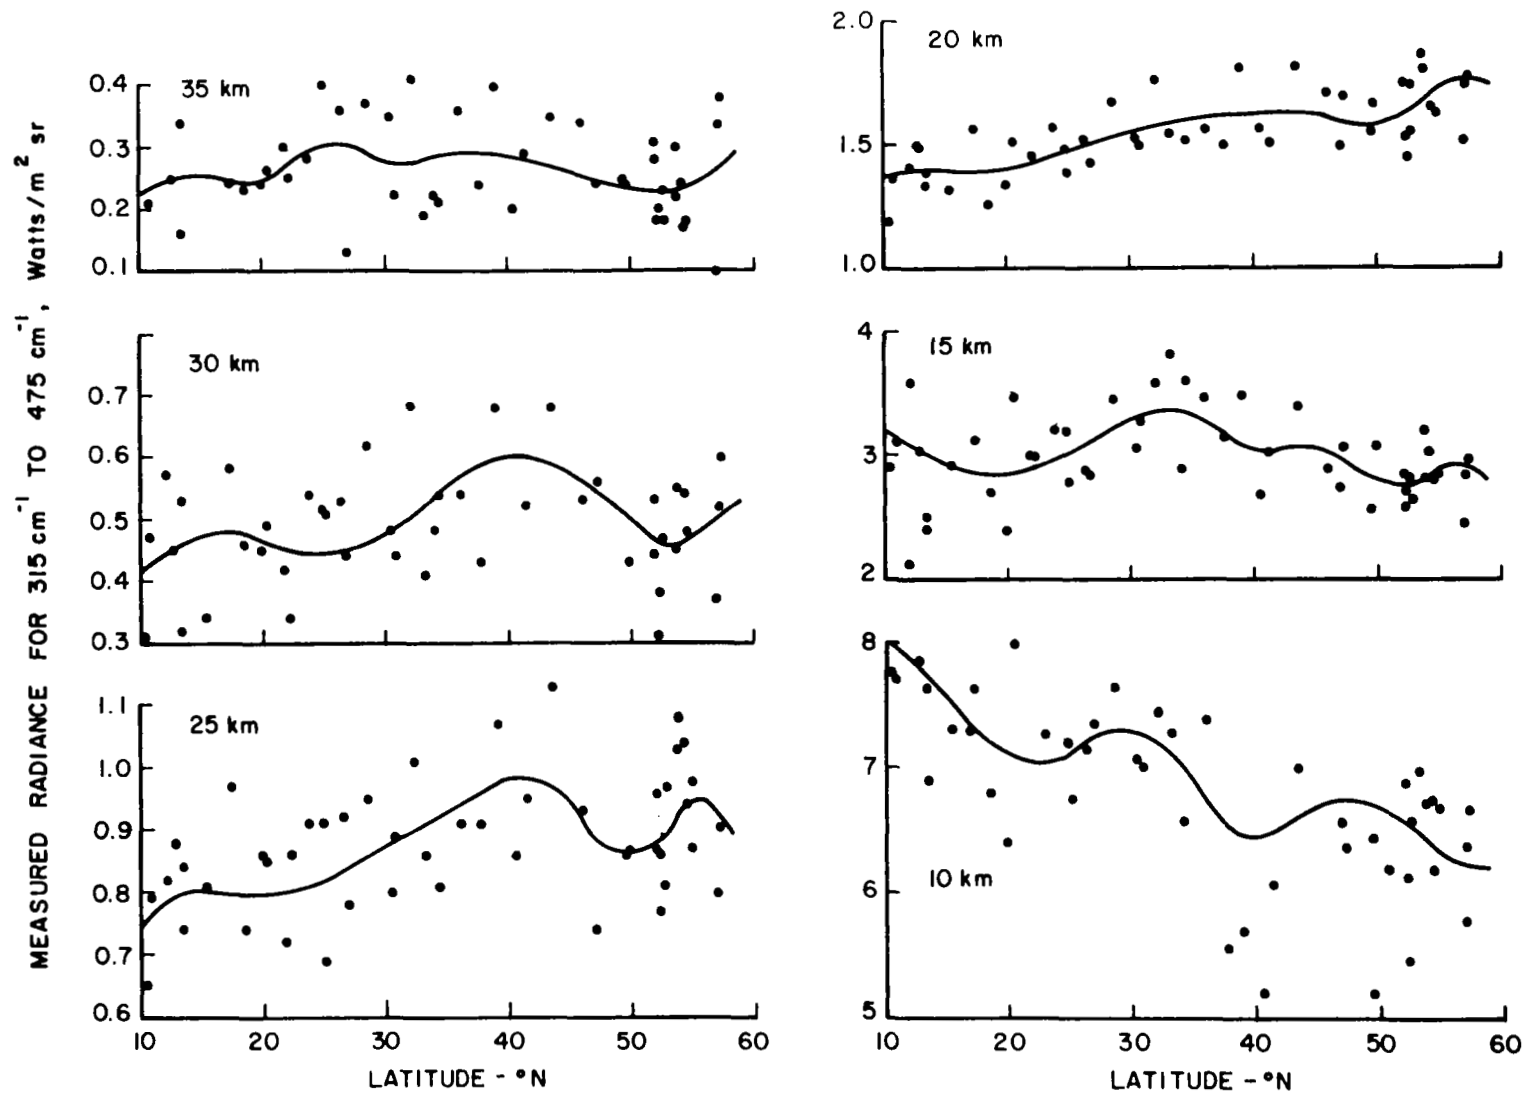 MEASURED RADIANCE FOR 315 cm⁻¹ TO 475 cm⁻¹, Watts/m² sr
35 km
0.4
0.3
0.2
0.1
30 km
0.7
0.6
0.5
0.4
0.3
25 km
1.1
1.0
0.9
0.8
0.7
0.6
10 20 30 40 50 60
LATITUDE - °N
20 km
2.0
1.5
1.0
15 km
4
3
2
10 km
8
7
6
5
10 20 30 40 50 60
LATITUDE - °N